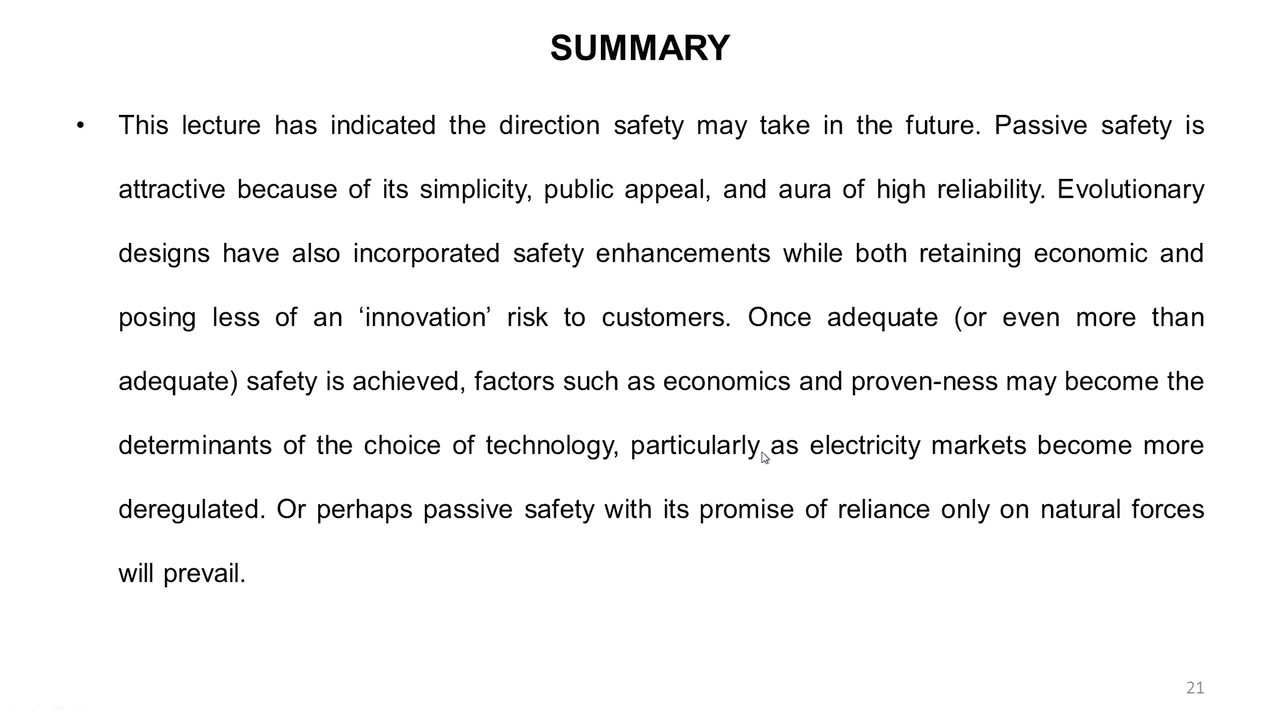 SUMMARY
• This lecture has indicated the direction safety may take in the future. Passive safety is
attractive because of its simplicity, public appeal, and aura of high reliability. Evolutionary
designs have also incorporated safety enhancements while both retaining economic and
posing less of an ‘innovation’ risk to customers. Once adequate (or even more than
adequate) safety is achieved, factors such as economics and proven-ness may become the
determinants of the choice of technology, particularly as electricity markets become more
deregulated. Or perhaps passive safety with its promise of reliance only on natural forces
will prevail.
21